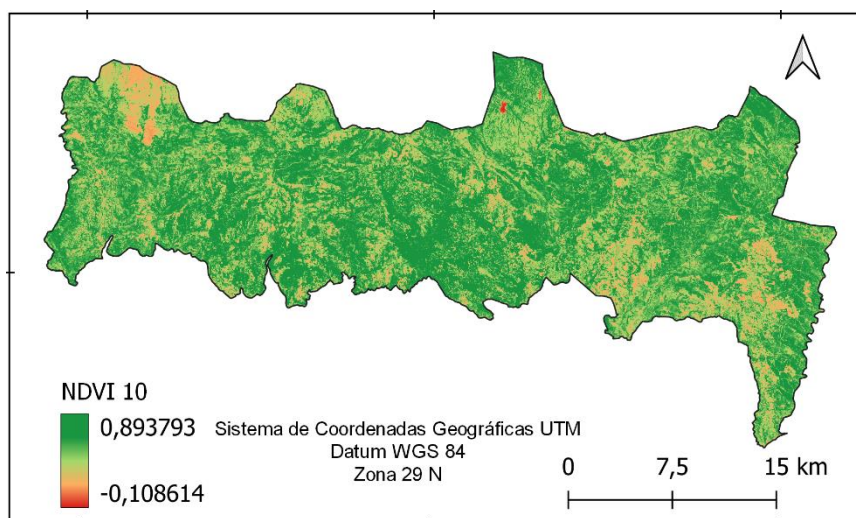 NDVI 10
0,893793
-0,108614
Sistema de Coordenadas Geográficas UTM
Datum WGS 84
Zona 29 N
0 7,5 15 km